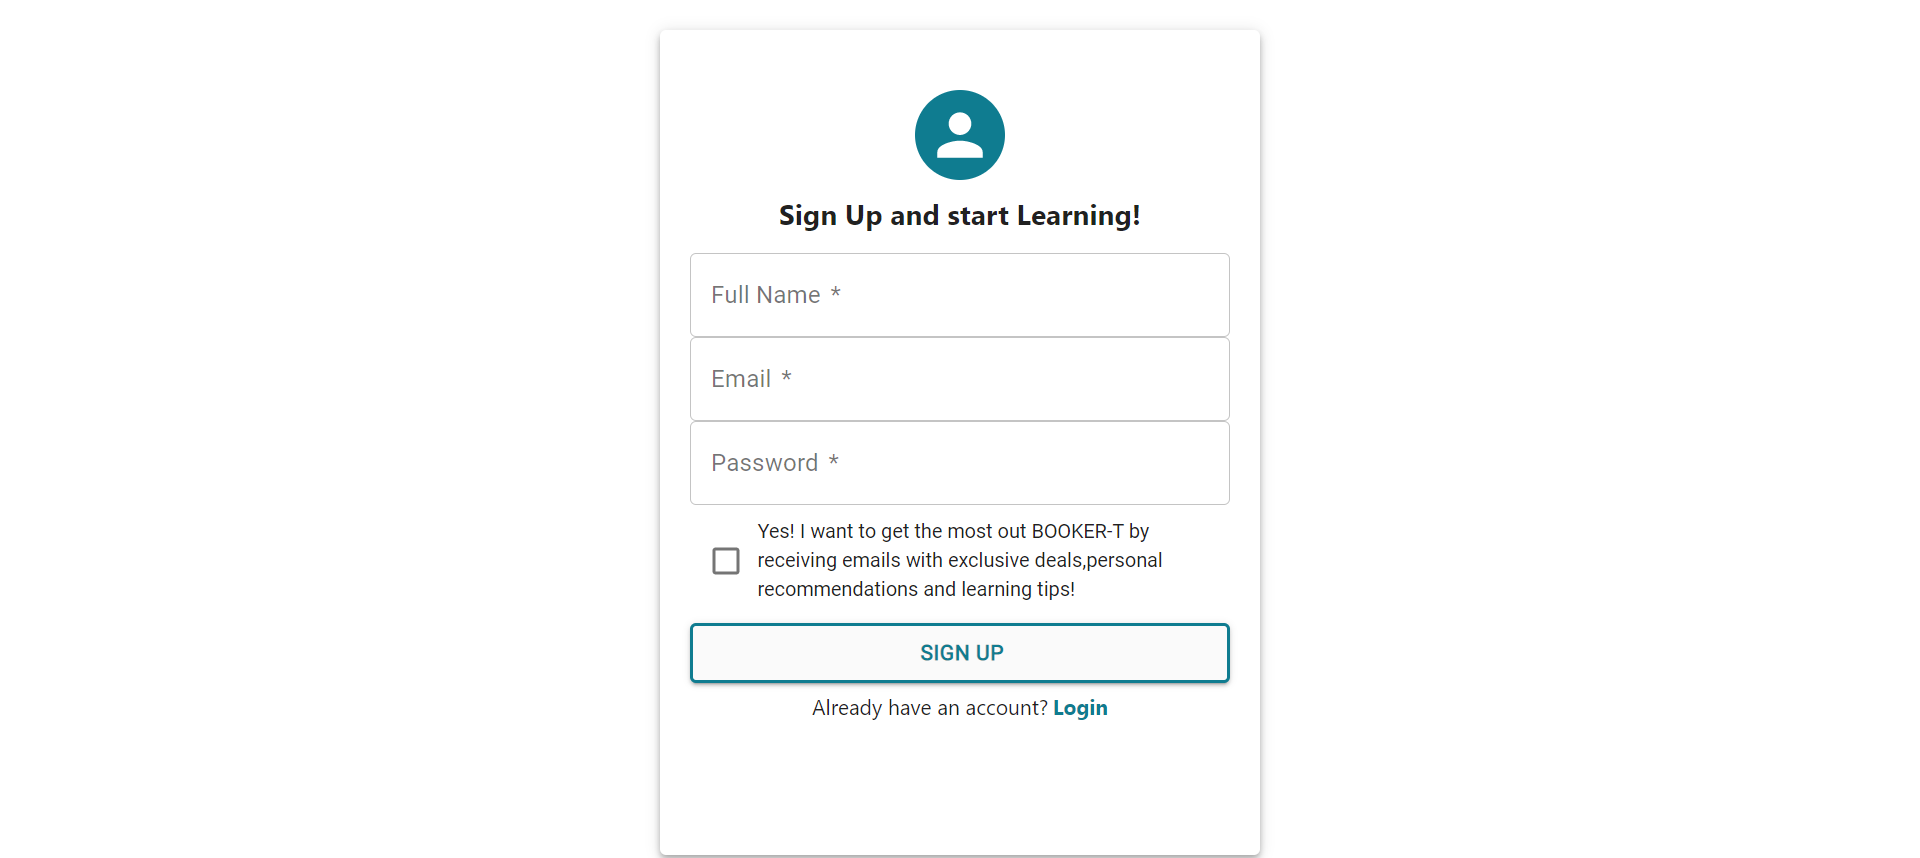 Sign Up and start Learning!
Full Name *
Email *
Password *
Yes! I want to get the most out BOOKER-T by
receiving emails with exclusive deals,personal
recommendations and learning tips!
SIGN UP
Already have an account? Login